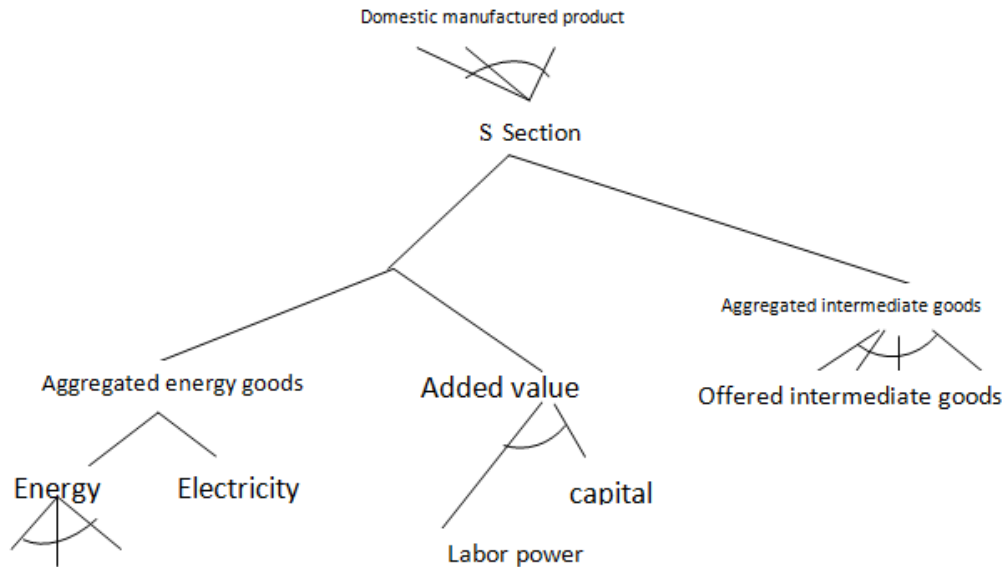 Domestic manufactured product
S Section
Aggregated intermediate goods
Aggregated energy goods
Added value
Offered intermediate goods
Energy
Electricity
capital
Labor power